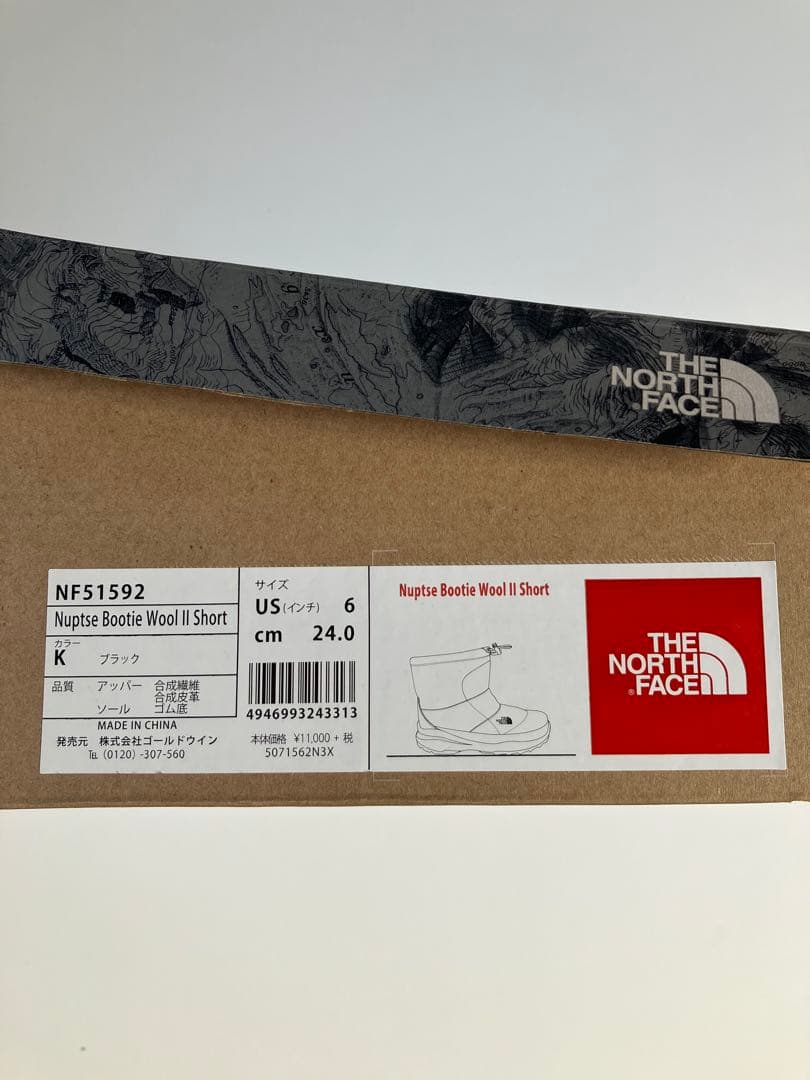 THE
NORTH
FACE
NF51592
Nuptse Bootie Wool II Short
カラー
K ブラック
品質 アッパー 合成繊維
合成皮革
ソール ゴム底
MADE IN CHINA
発売元 株式会社ゴールドウイン
TEL (0120) -307-560
サイズ
US (インチ) 6
cm 24.0
4946993243313
本体価格 ¥11,000 + 税
5071562N3X
Nuptse Bootie Wool II Short
THE
NORTH
FACE
®